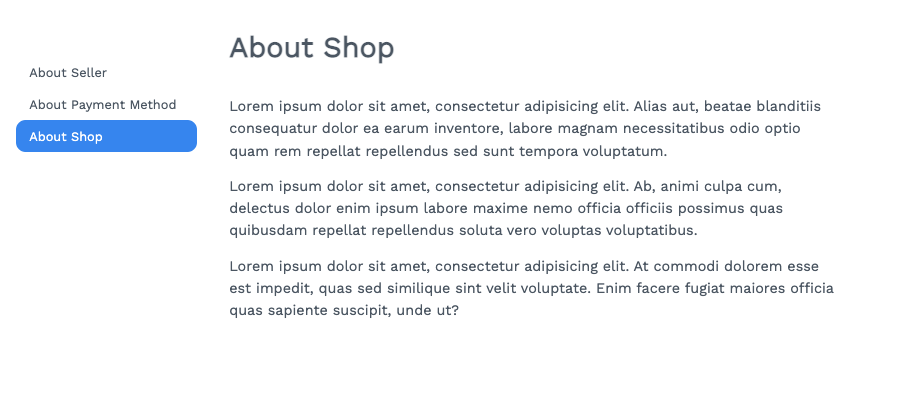 About Seller
About Payment Method
About Shop
About Shop
Lorem ipsum dolor sit amet, consectetur adipisicing elit. Alias aut, beatae blanditiis
consequatur dolor ea earum inventore, labore magnam necessitatibus odio optio
quam rem repellat repellendus sed sunt tempora voluptatum.
Lorem ipsum dolor sit amet, consectetur adipisicing elit. Ab, animi culpa cum,
delectus dolor enim ipsum labore maxime nemo officia officiis possimus quas
quibusdam repellat repellendus soluta vero voluptas voluptatibus.
Lorem ipsum dolor sit amet, consectetur adipisicing elit. At commodi dolorem esse
est impedit, quas sed similique sint velit voluptate. Enim facere fugiat maiores officia
quas sapiente suscipit, unde ut?